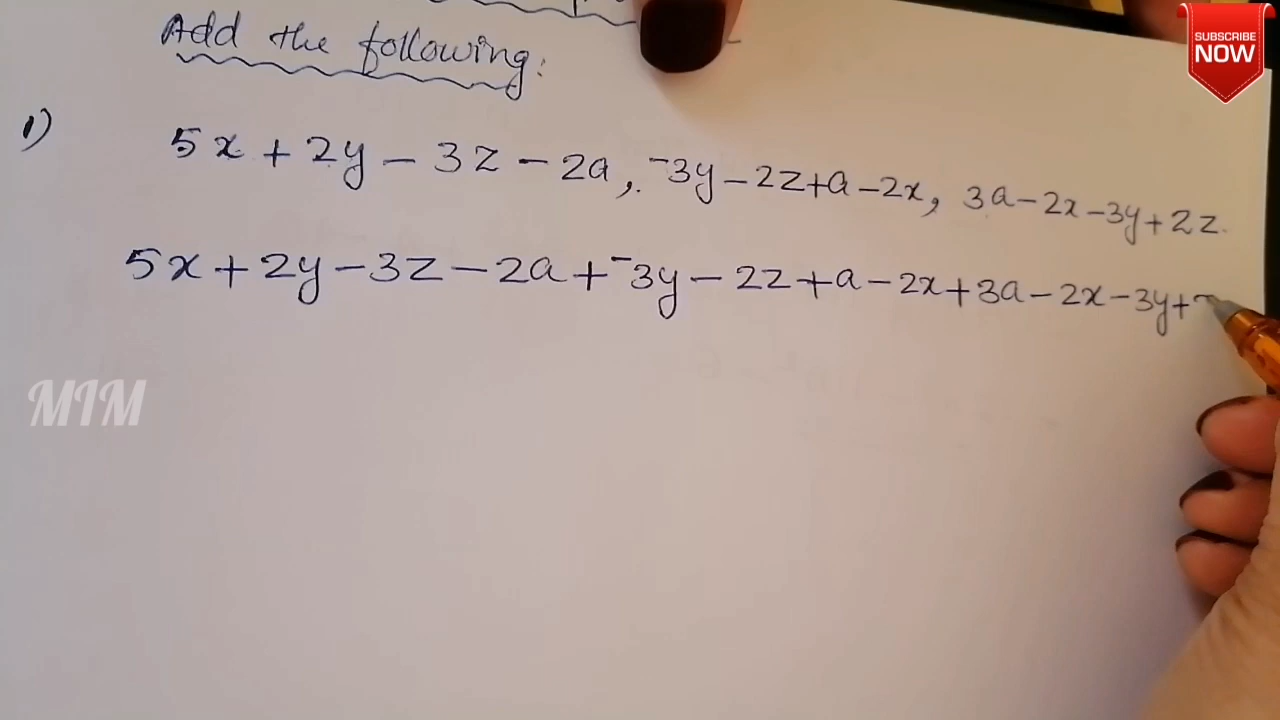 SUBSCRIBE
NOW
Add the following:
1) 5x + 2y - 3z - 2a, -3y - 2z + a - 2x, 3a - 2x - 3y + 2z.
5x + 2y - 3z - 2a + -3y - 2z + a - 2x + 3a - 2x - 3y +
MIM